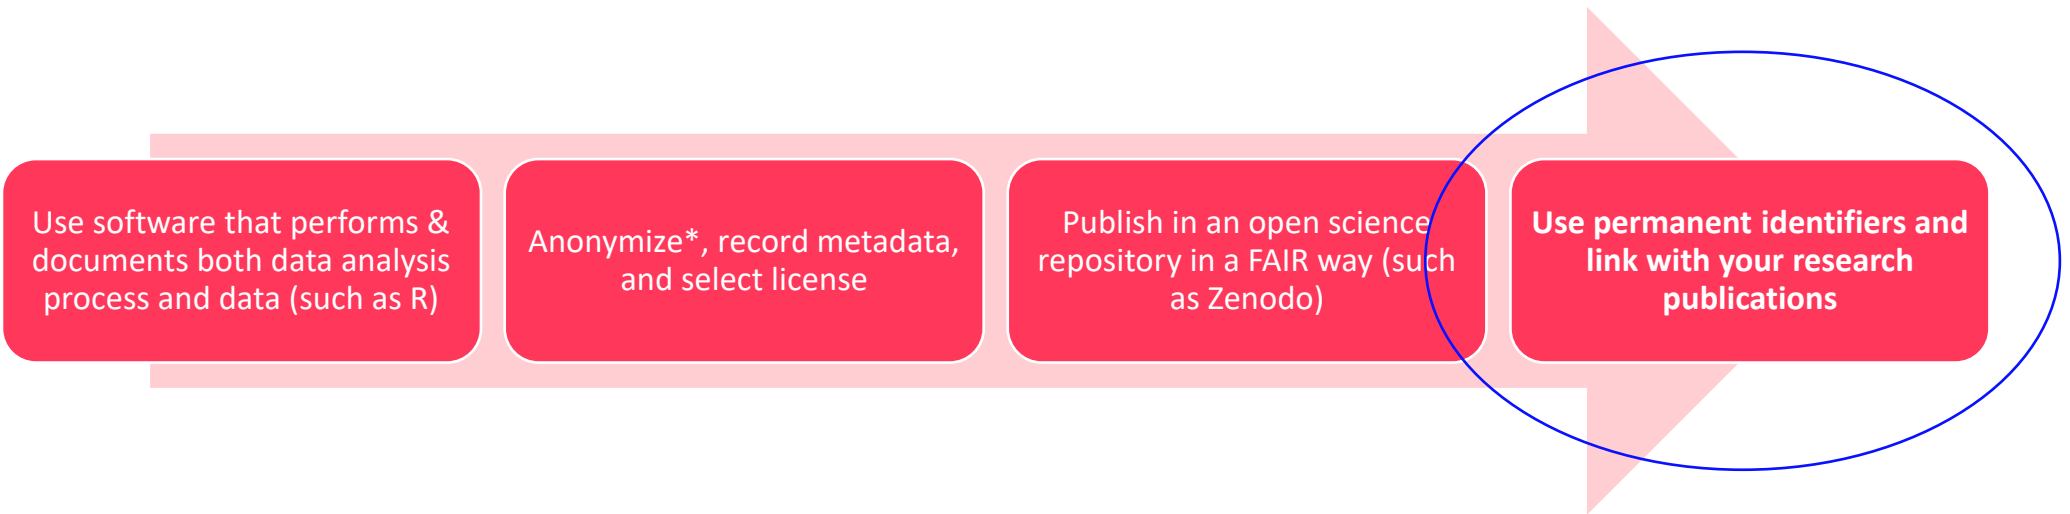 Use software that performs &
documents both data analysis
process and data (such as R)
Anonymize*, record metadata,
and select license
Publish in an open science
repository in a FAIR way (such
as Zenodo)
Use permanent identifiers and
link with your research
publications